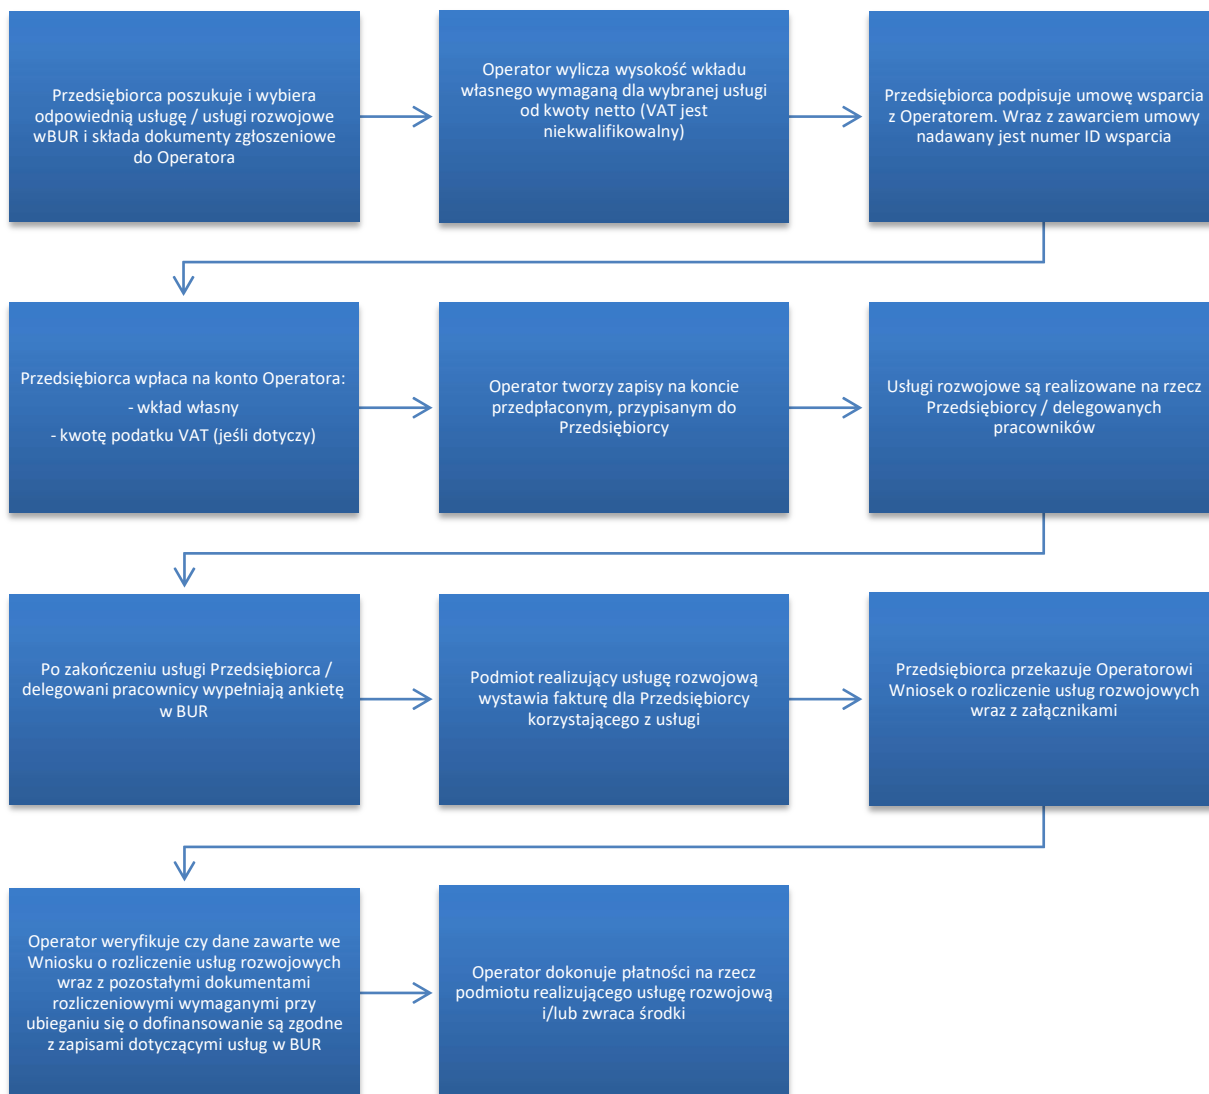 Przedsiębiorca poszukuje i wybiera
odpowiednią usługę / usługi rozwojowe
wBUR i składa dokumenty zgłoszeniowe
do Operatora
Operator wylicza wysokość wkładu
własnego wymaganą dla wybranej usługi
od kwoty netto (VAT jest
niekwalifikowalny)
Przedsiębiorca podpisuje umowę wsparcia
z Operatorem. Wraz z zawarciem umowy
nadawany jest numer ID wsparcia
Przedsiębiorca wpłaca na konto Operatora:
- wkład własny
- kwotę podatku VAT (jeśli dotyczy)
Operator tworzy zapisy na koncie
przedpłaconym, przypisanym do
Przedsiębiorcy
Usługi rozwojowe są realizowane na rzecz
Przedsiębiorcy / delegowanych
pracowników
Po zakończeniu usługi Przedsiębiorca /
delegowani pracownicy wypełniają ankietę
w BUR
Podmiot realizujący usługę rozwojową
wystawia fakturę dla Przedsiębiorcy
korzystającego z usługi
Przedsiębiorca przekazuje Operatorowi
Wniosek o rozliczenie usług rozwojowych
wraz z załącznikami
Operator weryfikuje czy dane zawarte we
Wniosku o rozliczenie usług rozwojowych
wraz z pozostałymi dokumentami
rozliczeniowymi wymaganymi przy
ubieganiu się o dofinansowanie są zgodne
z zapisami dotyczącymi usług w BUR
Operator dokonuje płatności na rzecz
podmiotu realizującego usługę rozwojową
i/lub zwraca środki